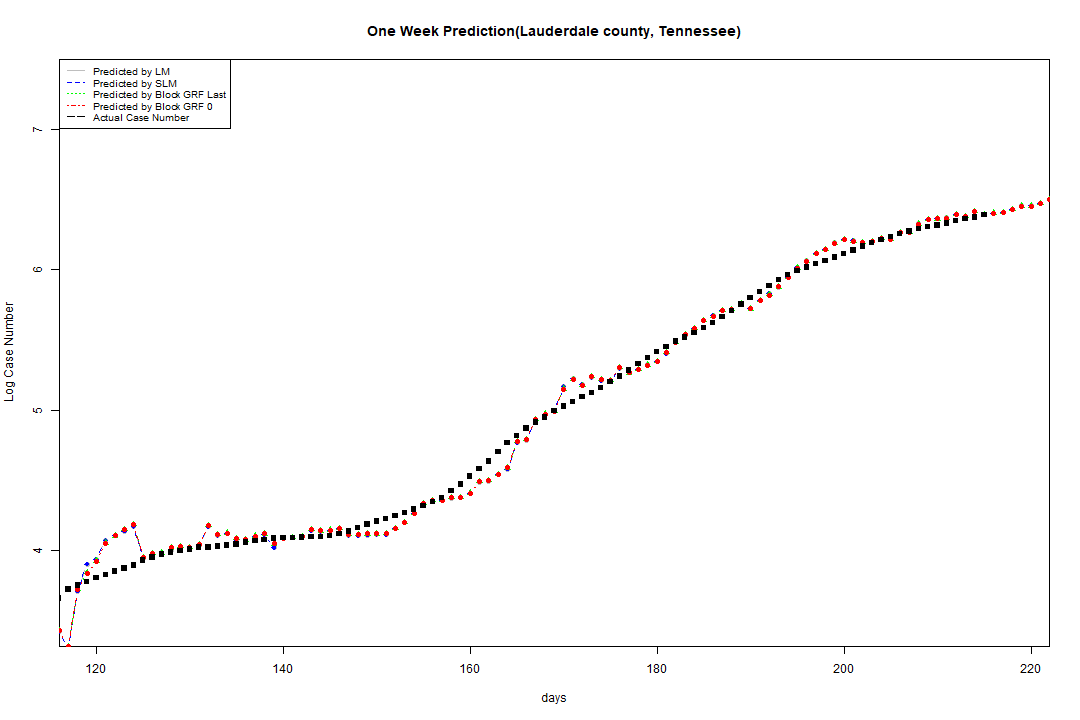 One Week Prediction(Lauderdale county, Tennessee)
Predicted by LM
Predicted by SLM
Predicted by Block GRF Last
Predicted by Block GRF 0
Actual Case Number
7
6
5
4
Log Case Number
120 140 160 180 200 220
days